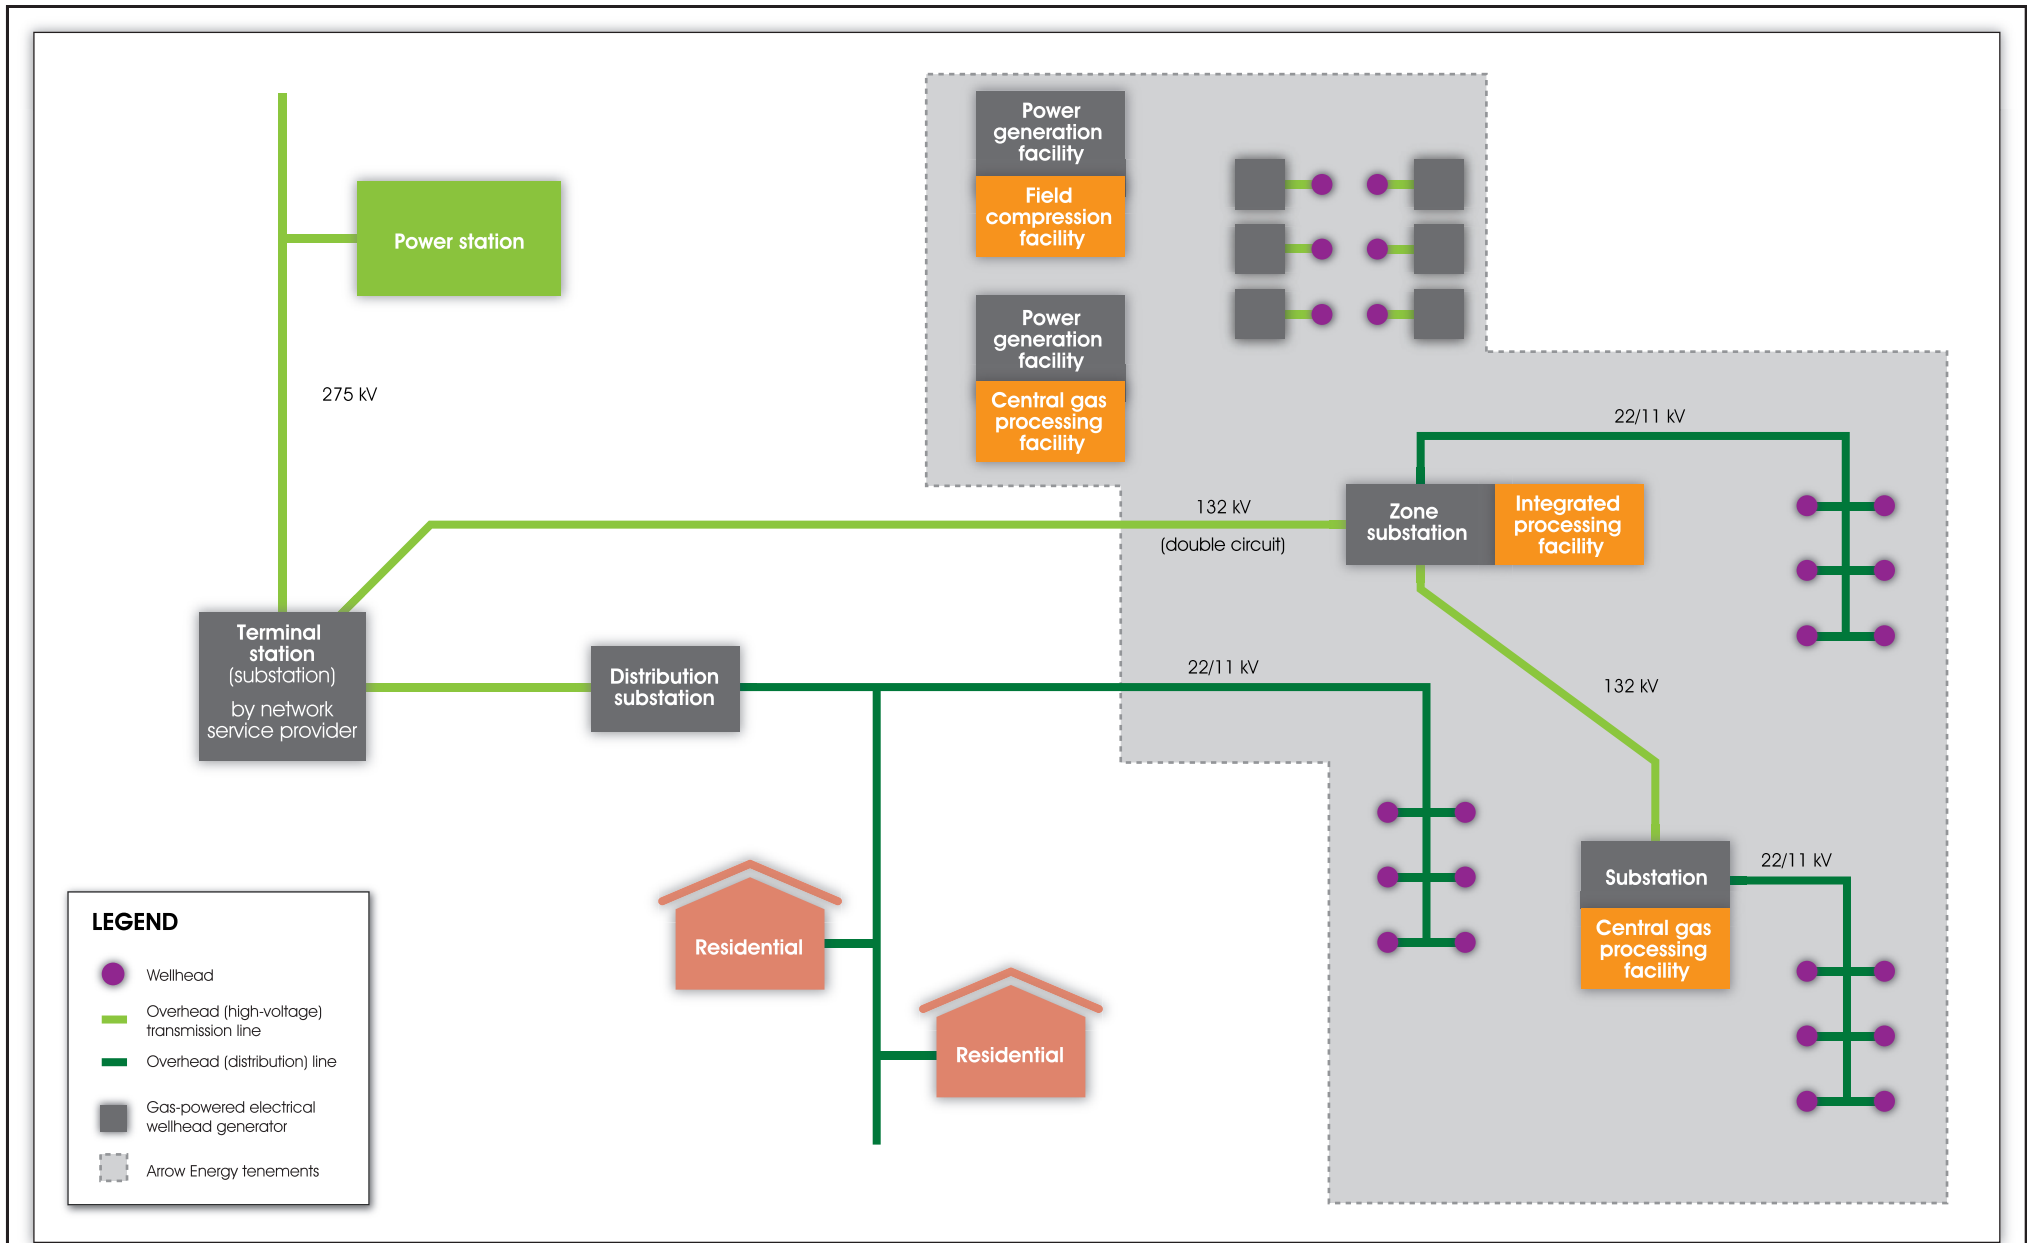 Power
generation
facility
Field
compression
facility
Power station
Power
generation
facility
275 kV
Central gas
processing
facility
22/11 kV
132 kV
(double circuit)
Zone
substation
Integrated
processing
facility
Terminal
station
(substation)
by network
service provider
Distribution
substation
22/11 kV
132 kV
Substation
22/11 kV
Central gas
processing
facility
Residential
Residential
LEGEND
Wellhead
Overhead (high-voltage)
transmission line
Overhead (distribution) line
Gas-powered electrical
wellhead generator
Arrow Energy tenements